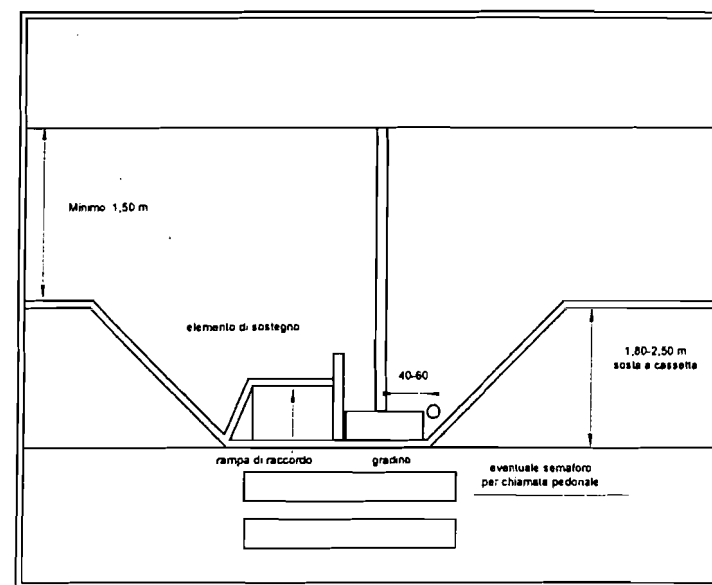 Minimo 1,50 m
elemento di sostegno
40-60
1,80-2,50 m
sosta a cassetta
rampa di raccordo
gradino
eventuale semaforo
per chiamata pedonale